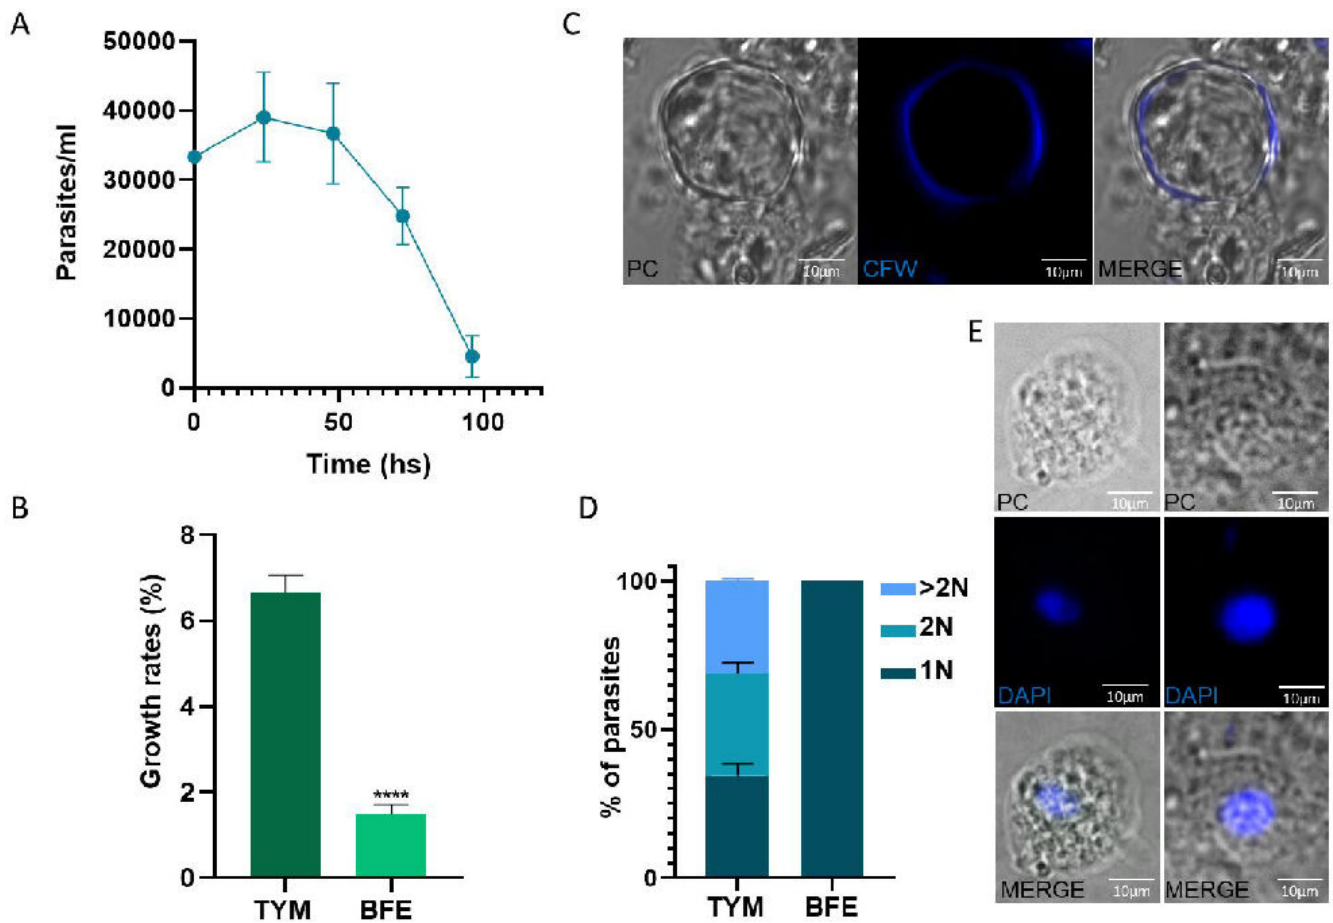 A
50000
40000
30000
20000
10000
0
Parasites/ml
0
50
100
Time (hs)
B
8
6
4
2
0
Growth rates (%)
****
TYM
BFE
C
PC
10μm
CFW
10μm
MERGE
10μm
D
100
50
0
% of parasites
TYM
BFE
>2N
2N
1N
E
PC
10μm
PC
10μm
DAPI
10μm
DAPI
10μm
MERGE
10μm
MERGE
10μm